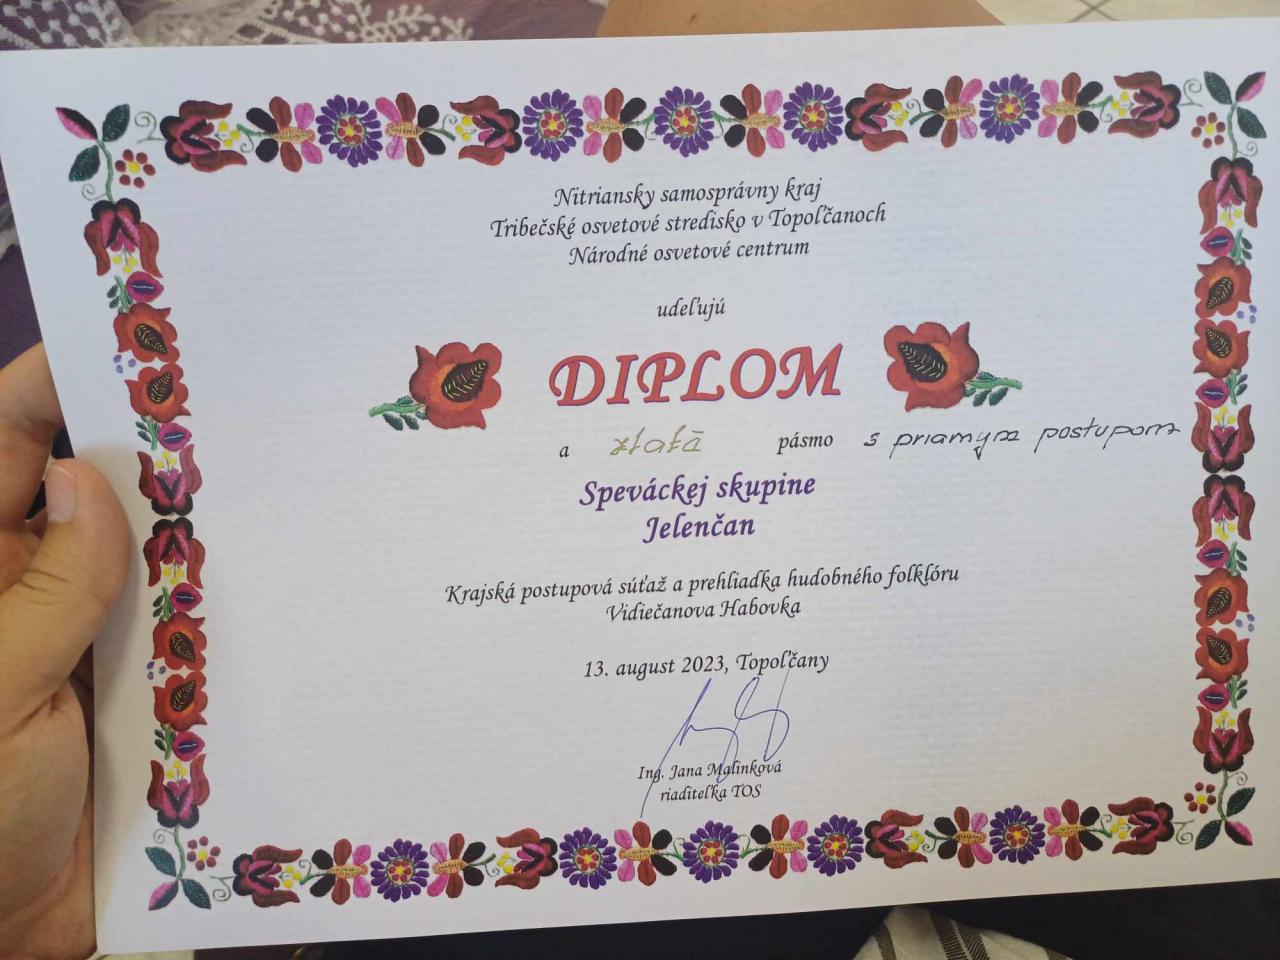 Nitriansky samosprávny kraj
Tribečské osvetové stredisko v Topoľčanoch
Národné osvetové centrum
udeľujú
DIPLOM
a zlaté pásmo s priamym postupom
Speváckej skupine
Jelenčan
Krajská postupová súťaž a prehliadka hudobného folklóru
Vidiečanova Habovka
13. august 2023, Topoľčany
Ing. Jana Malinková
riaditeľka TOS